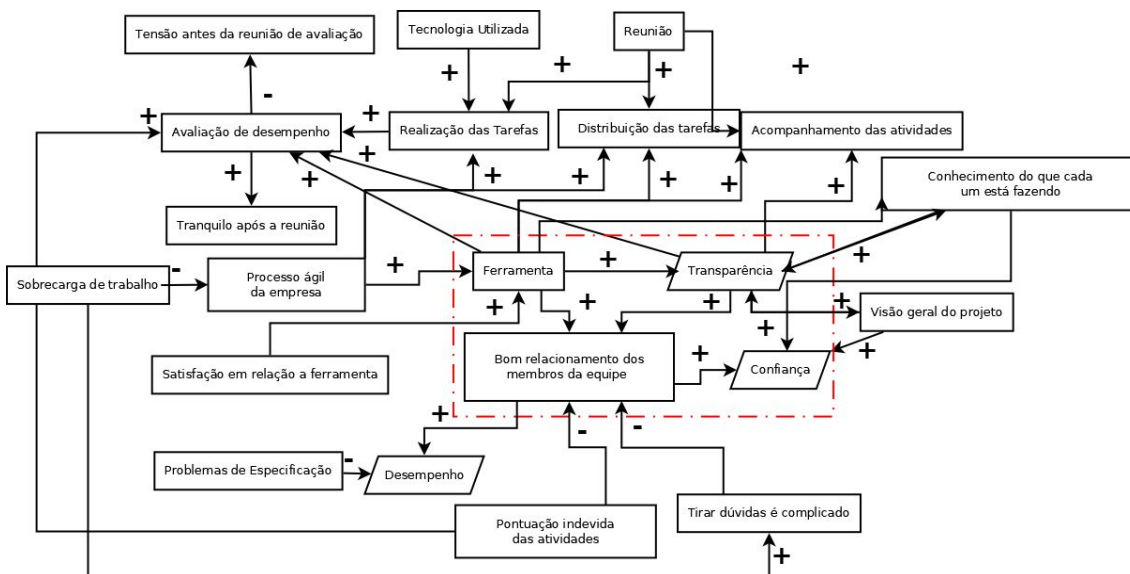 Tensão antes da reunião de avaliação
Tecnologia Utilizada
Reunião
+
+
+
+
-
+
+
Avaliação de desempenho
Realização das Tarefas
Distribuição das tarefas
Acompanhamento das atividades
+
+
+
+
+
+
+
+
Conhecimento do que cada
um está fazendo
Tranquilo após a reunião
Sobrecarga de trabalho
-
Processo ágil
da empresa
+
Ferramenta
+
Transparência
+
+
+
+
+
+
Visão geral do projeto
Satisfação em relação a ferramenta
Bom relacionamento dos
membros da equipe
+
Confiança
+
+
-
-
Problemas de Especificação
-
Desempenho
Pontuação indevida
das atividades
Tirar dúvidas é complicado
+